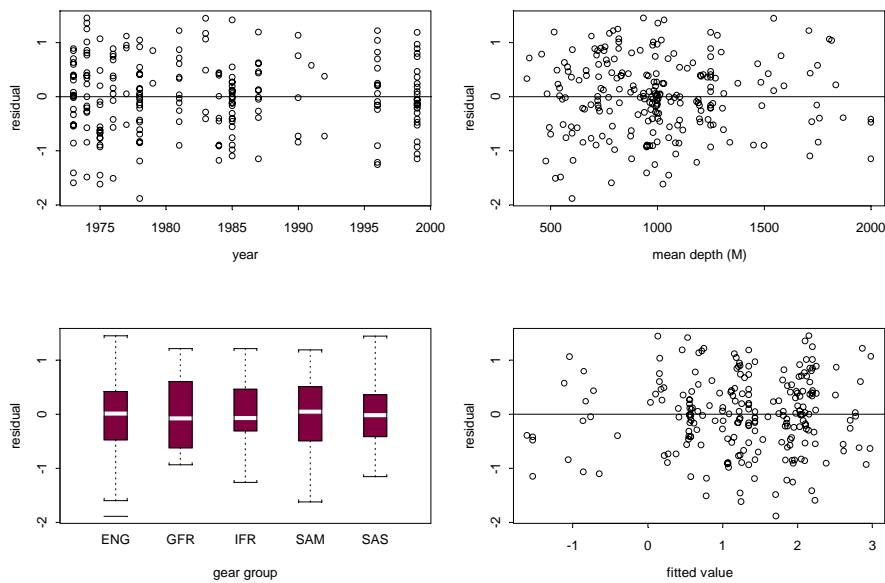 residual
1
0
-1
-2
1975 1980 1985 1990 1995 2000
year
residual
1
0
-1
-2
500 1000 1500 2000
mean depth (M)
residual
1
0
-1
-2
ENG GFR IFR SAM SAS
gear group
residual
1
0
-1
-2
-1 0 1 2 3
fitted value